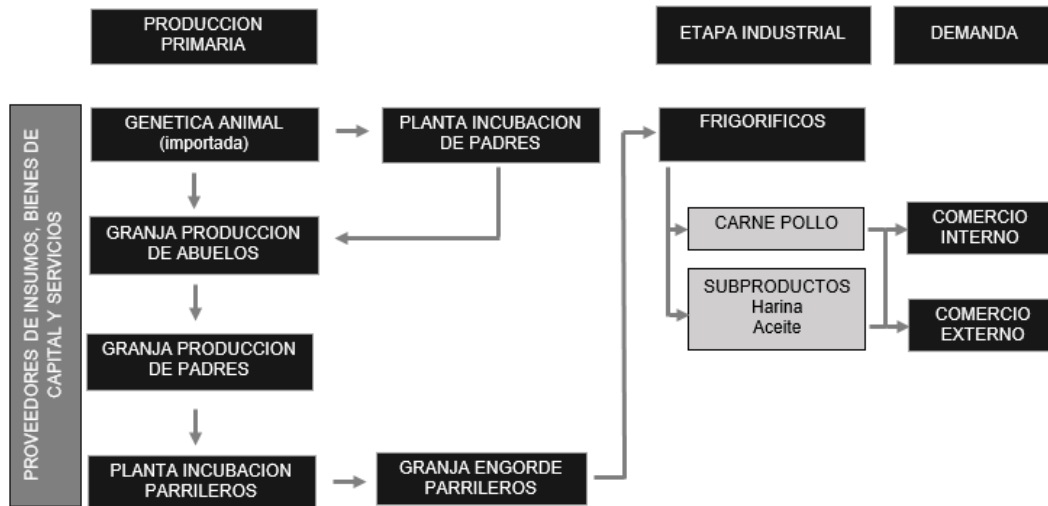 PRODUCCION
PRIMARIA
ETAPA INDUSTRIAL
DEMANDA
PROVEEDORES DE INSUMOS, BIENES DE
CAPITAL Y SERVICIOS
GENETICA ANIMAL
(importada)
PLANTA INCUBACION
DE PADRES
FRIGORIFICOS
GRANJA PRODUCCION
DE ABUELOS
CARNE POLLO
COMERCIO
INTERNO
SUBPRODUCTOS
Harina
Aceite
COMERCIO
EXTERNO
GRANJA PRODUCCION
DE PADRES
PLANTA INCUBACION
PARRILEROS
GRANJA ENGORDE
PARRILEROS